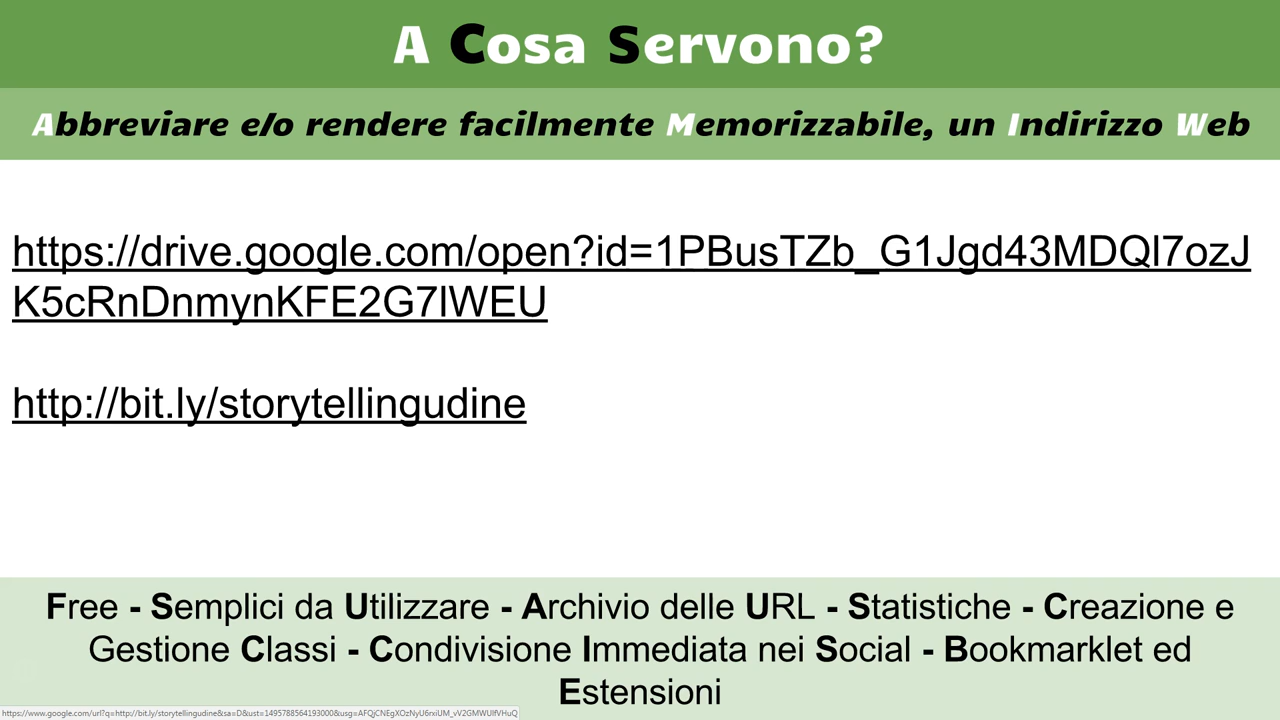 A Cosa Servono?
Abbreviare e/o rendere facilmente Memorizzabile, un Indirizzo Web
https://drive.google.com/open?id=1PBusTZb_G1Jgd43MDQl7ozJ
K5cRnDnmynKFE2G7lWEU
http://bit.ly/storytellingudine
Free - Semplici da Utilizzare - Archivio delle URL - Statistiche - Creazione e
Gestione Classi - Condivisione Immediata nei Social - Bookmarklet ed
Estensioni